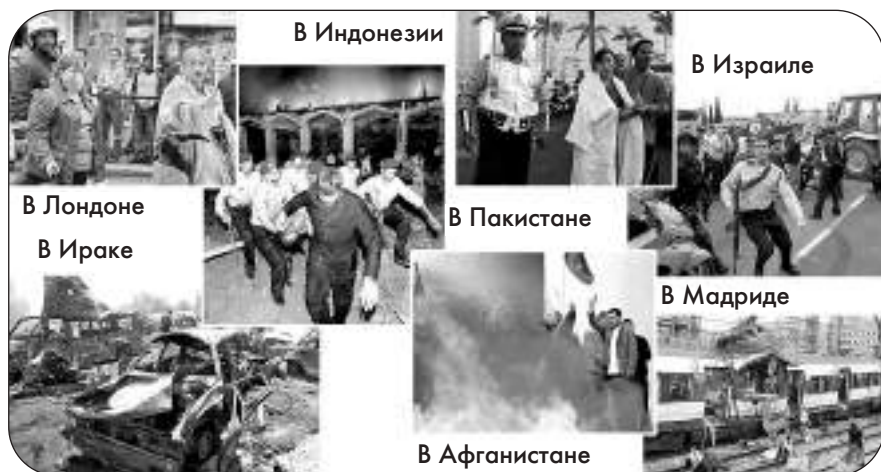 В Индонезии
В Израиле
В Лондоне
В Пакистане
В Ираке
В Мадриде
В Афганистане